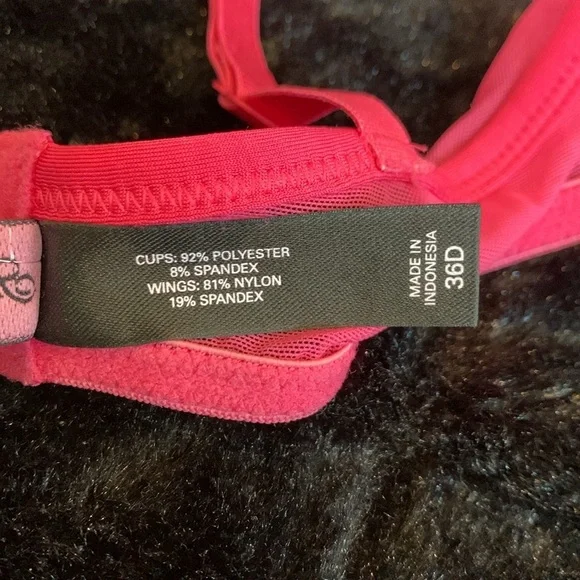 CUPS: 92% POLYESTER
8% SPANDEX
WINGS: 81% NYLON
19% SPANDEX
MADE IN
INDONESIA
36D